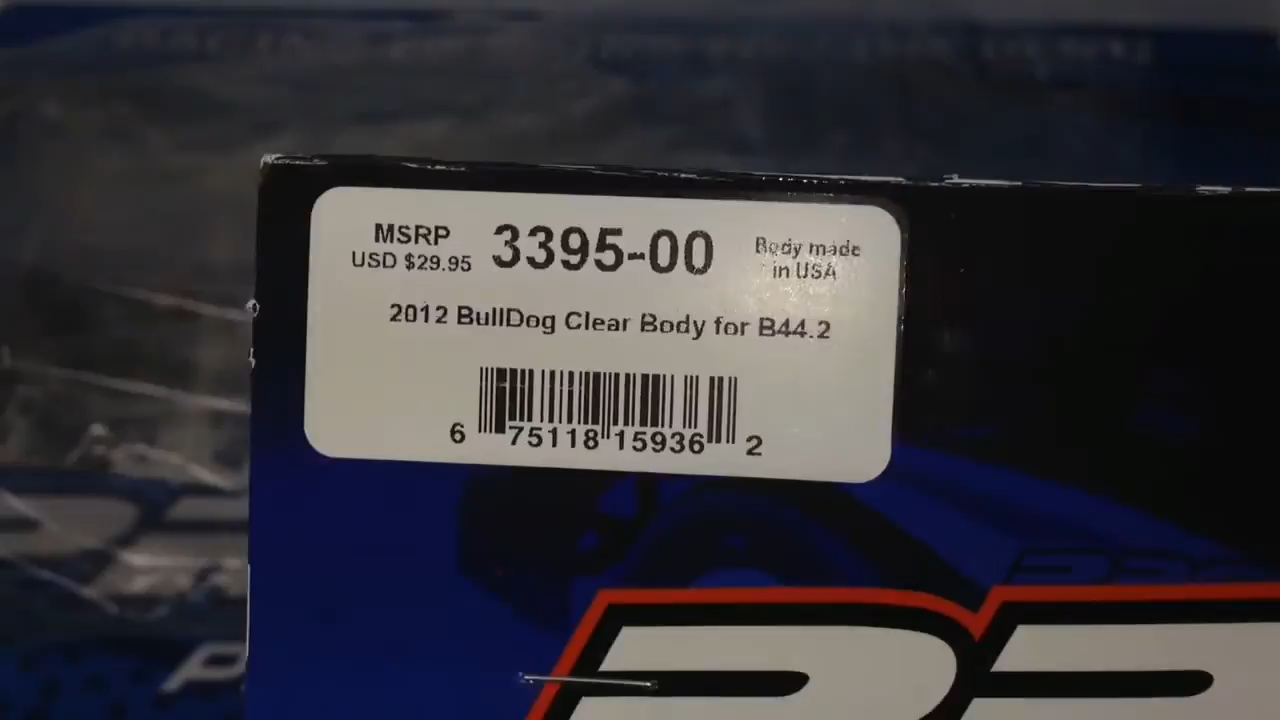 MSRP
USD $29.95
3395-00
Body made
in USA
2012 BullDog Clear Body for B44.2
6 75118 15936 2